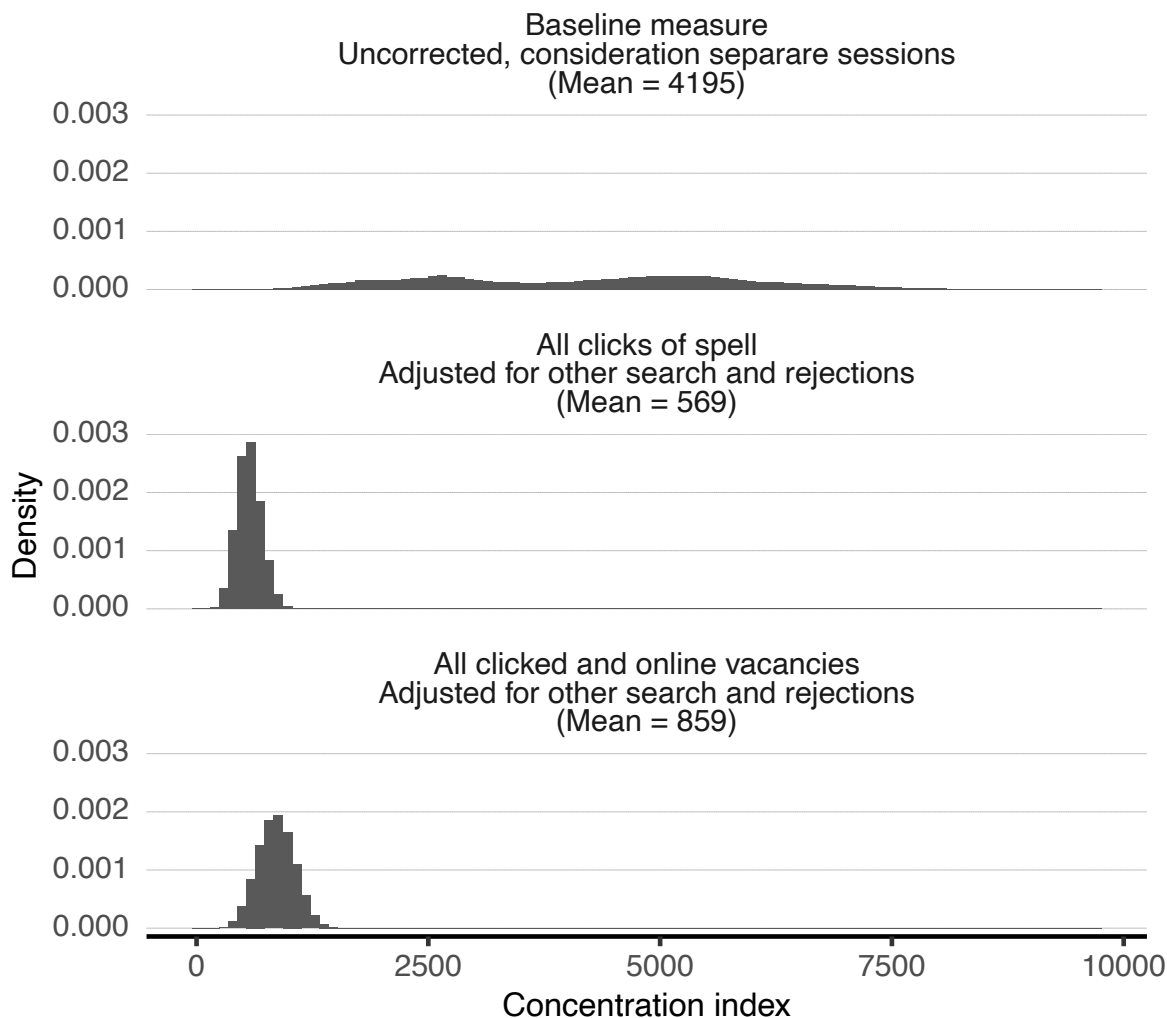 Baseline measure
Uncorrected, consideration separare sessions
(Mean = 4195)
0.003
0.002
0.001
0.000
All clicks of spell
Adjusted for other search and rejections
(Mean = 569)
0.003
0.002
0.001
0.000
Density
All clicked and online vacancies
Adjusted for other search and rejections
(Mean = 859)
0.003
0.002
0.001
0.000
0 2500 5000 7500 10000
Concentration index